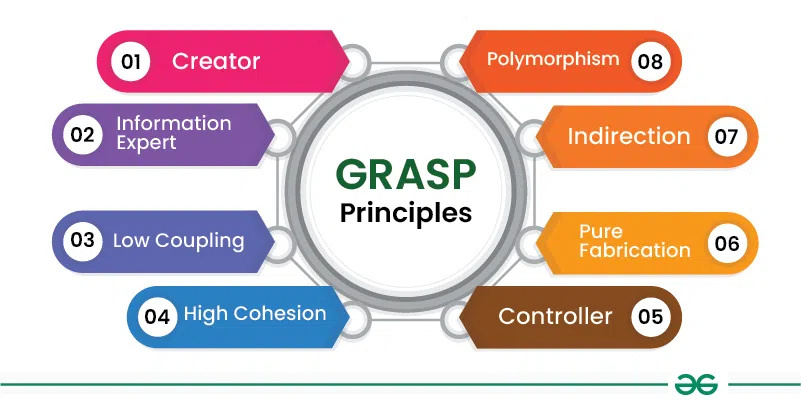 01 Creator
02 Information
Expert
03 Low Coupling
04 High Cohesion
GRASP
Principles
Polymorphism 08
Indirection 07
Pure
Fabrication 06
Controller 05